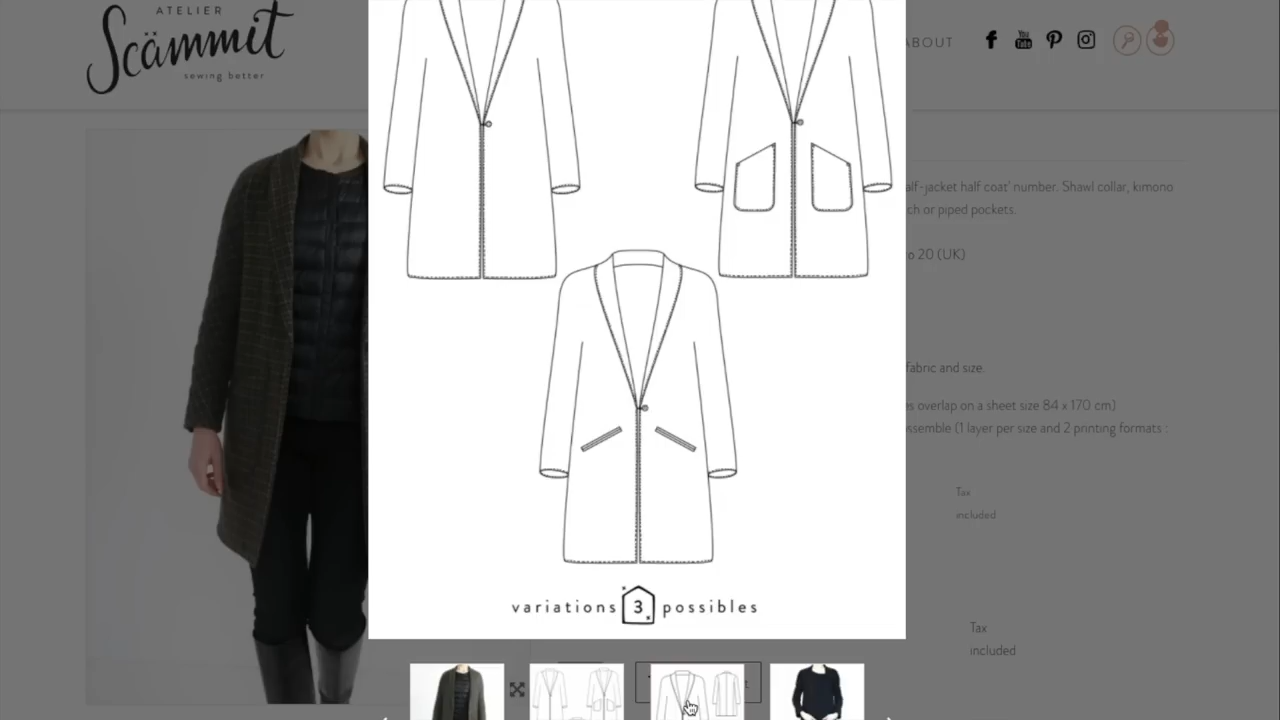 ATELIER
Scämmit
sewing better
ABOUT
You
Tube
alf-jacket half coat' number. Shawl collar, kimono
ch or piped pockets.
o 20 (UK)
fabric and size.
s overlap on a sheet size 84 x 170 cm)
ssemble (1 layer per size and 2 printing formats :
Tax
included
Tax
included
variations 3 possibles